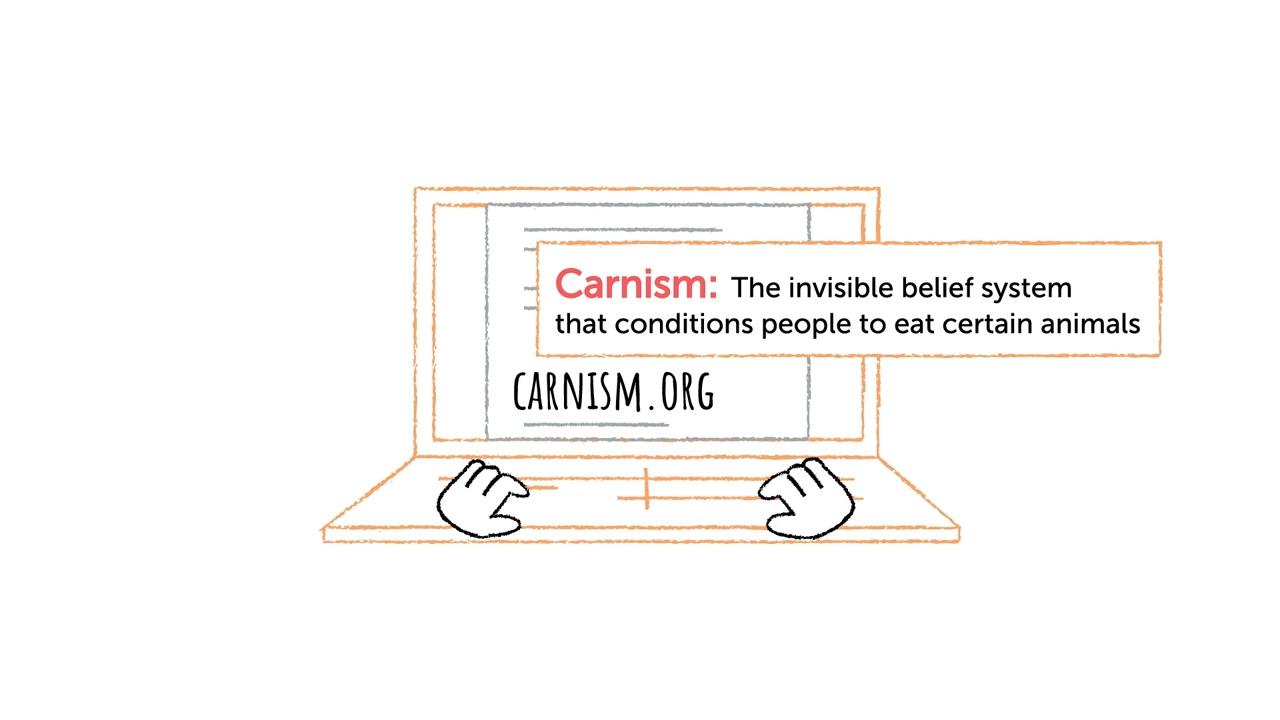 Carnism: The invisible belief system
that conditions people to eat certain animals
CARNISM.ORG